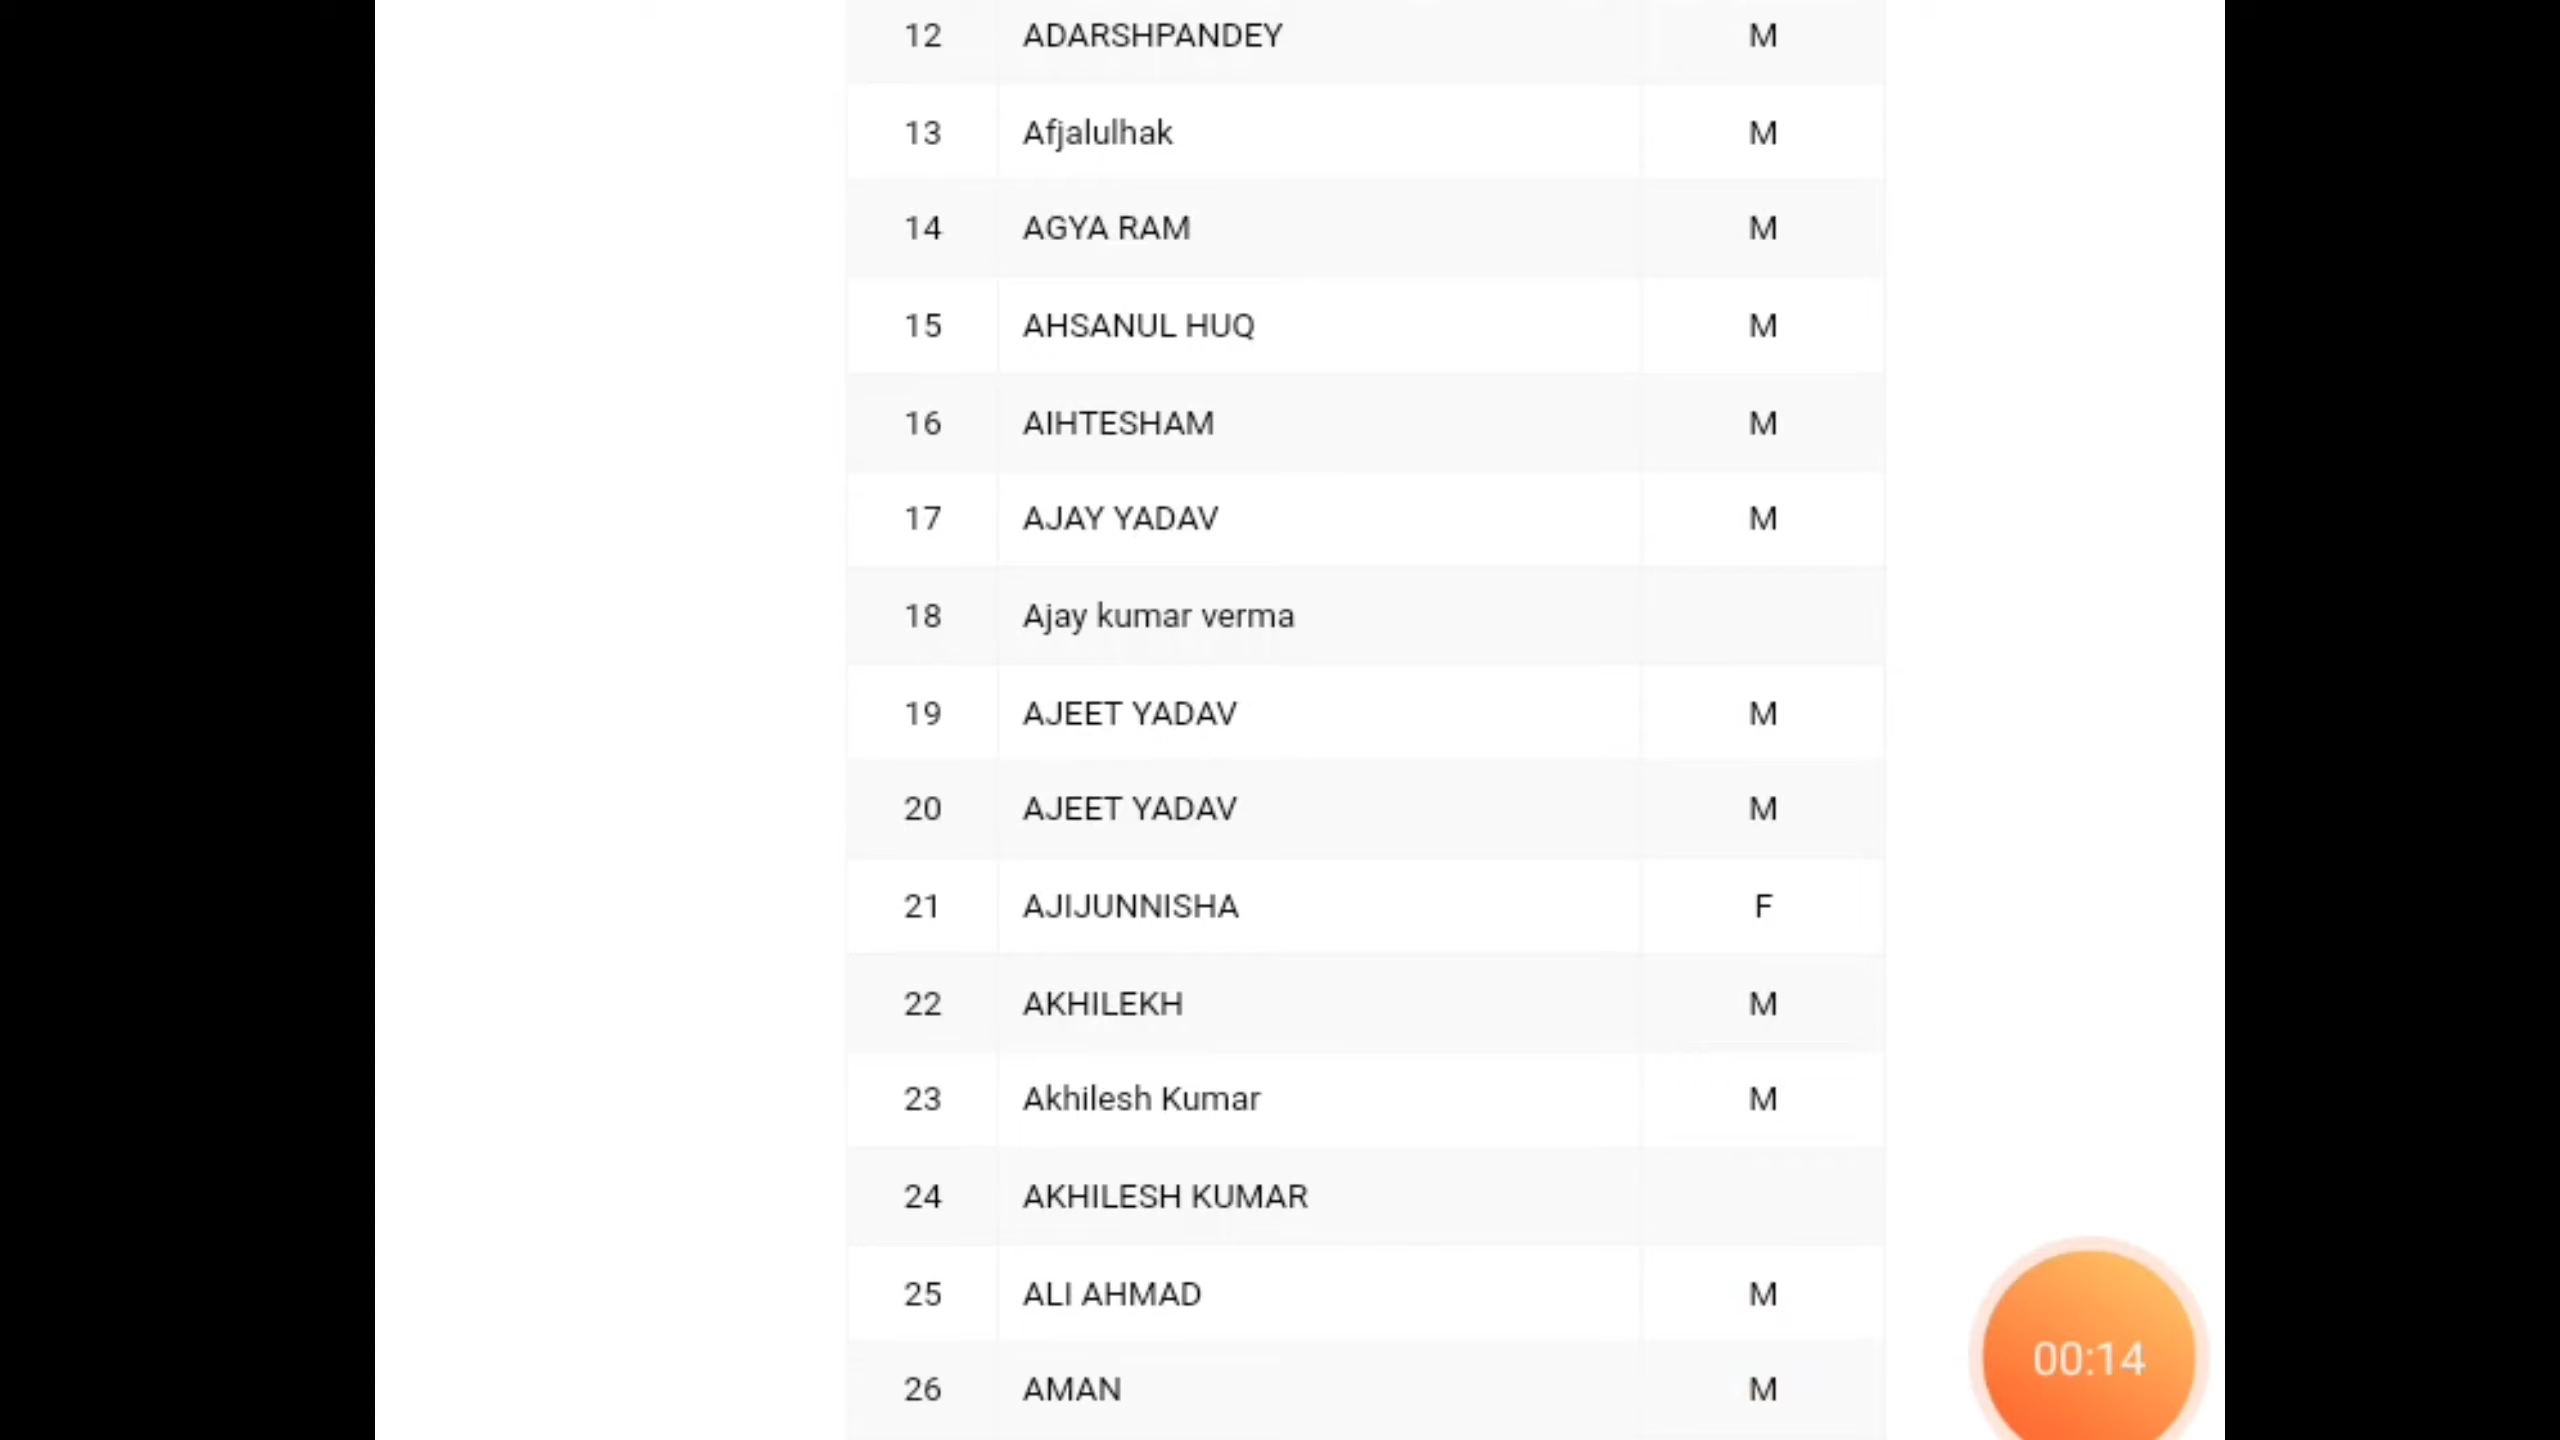 12 ADARSHPANDEY M
13 Afjalulhak M
14 AGYA RAM M
15 AHSANUL HUQ M
16 AIHTESHAM M
17 AJAY YADAV M
18 Ajay kumar verma
19 AJEET YADAV M
20 AJEET YADAV M
21 AJIJUNNISHA F
22 AKHILEKH M
23 Akhilesh Kumar M
24 AKHILESH KUMAR
25 ALI AHMAD M
26 AMAN M
00:14